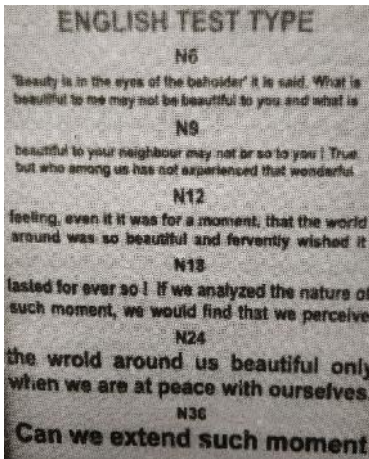 ENGLISH TEST TYPE
N6
'Beauty is in the eyes of the beholder' it is said. What is
beautiful to me may not be beautiful to you and what is
N9
beautiful to your neighbour may not or so to you ! True
but who among us has not experienced that wonderful
N12
feeling, even it it was for a moment, that the world
around was so beautiful and fervently wished it
N18
lasted for ever so ! If we analyzed the nature of
such moment, we would find that we perceive
N24
the wrold around us beautiful only
when we are at peace with ourselves
N36
Can we extend such moment